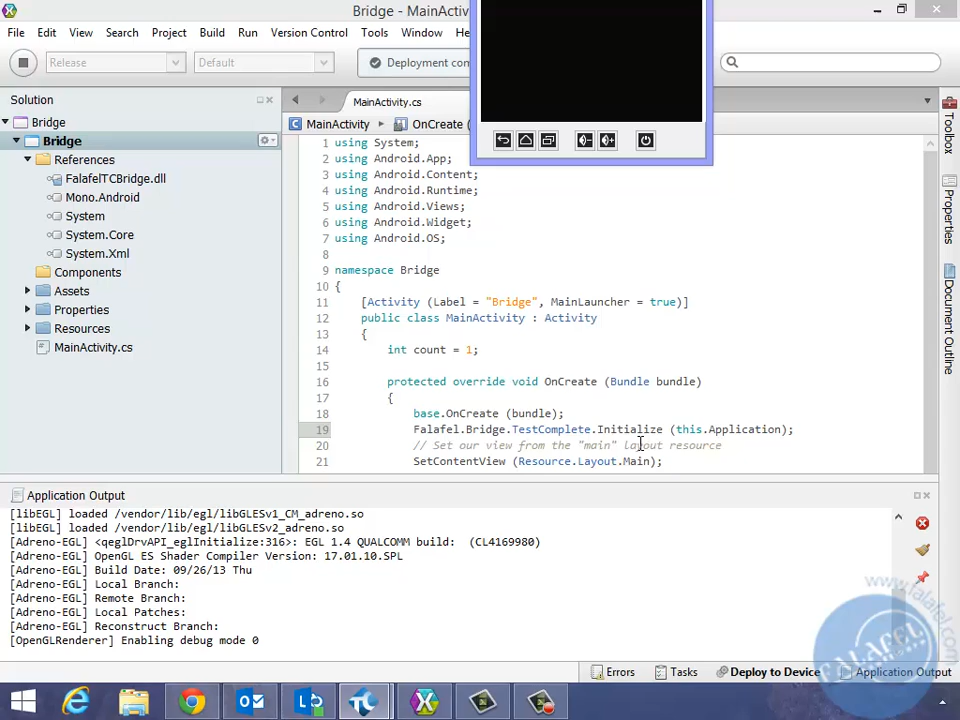 Bridge - MainActiv
File Edit View Search Project Build Run Version Control Tools Window He
Release Default Deployment con
Solution MainActivity.cs
Bridge MainActivity OnCreate (
Bridge
References
FalafelTCBridge.dll
Mono.Android
System
System.Core
System.Xml
Components
Assets
Properties
Resources
MainActivity.cs
1 using System;
2 using Android.App;
3 using Android.Content;
4 using Android.Runtime;
5 using Android.Views;
6 using Android.Widget;
7 using Android.OS;
8
9 namespace Bridge
10 {
11 [Activity (Label = "Bridge", MainLauncher = true)]
12 public class MainActivity : Activity
13 {
14 int count = 1;
15
16 protected override void OnCreate (Bundle bundle)
17 {
18 base.OnCreate (bundle);
19 Falafel.Bridge.TestComplete.Initialize (this.Application);
20 // Set our view from the "main" layout resource
21 SetContentView (Resource.Layout.Main);
Toolbox
Properties
Document Outline
Application Output
[libEGL] loaded /vendor/lib/egl/libGLESv1_CM_adreno.so
[libEGL] loaded /vendor/lib/egl/libGLESv2_adreno.so
[Adreno-EGL] <qeglDrvAPI_eglInitialize:316>: EGL 1.4 QUALCOMM build: (CL4169980)
[Adreno-EGL] OpenGL ES Shader Compiler Version: 17.01.10.SPL
[Adreno-EGL] Build Date: 09/26/13 Thu
[Adreno-EGL] Local Branch:
[Adreno-EGL] Remote Branch:
[Adreno-EGL] Local Patches:
[Adreno-EGL] Reconstruct Branch:
[OpenGLRenderer] Enabling debug mode 0
www.falafel.com
FALAFEL
Errors Tasks Deploy to Device Application Output